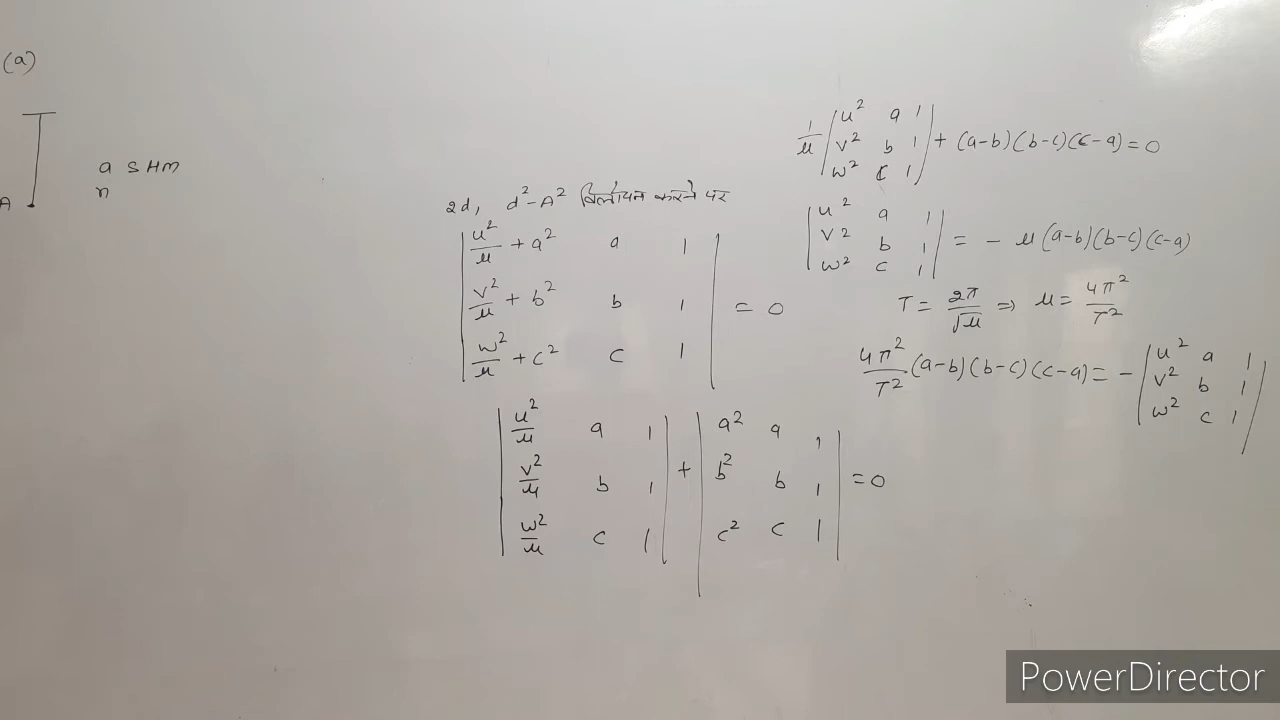 (a)
A
a SHM
n
2d, d²-A² विलोपन करने पर
| u²/μ + a² a 1 |
| v²/μ + b² b 1 | = 0
| w²/μ + c² c 1 |
| u²/μ a 1 | | a² a 1 |
| v²/μ b 1 | + | b² b 1 | = 0
| w²/μ c 1 | | c² c 1 |
| u² a 1 |
1/μ | v² b 1 | + (a-b)(b-c)(c-a) = 0
| w² c 1 |
| u² a 1 |
| v² b 1 | = - μ(a-b)(b-c)(c-a)
| w² c 1 |
T = 2π/√μ ⇒ μ = 4π²/T²
| u² a 1 |
4π²/T² (a-b)(b-c)(c-a) = - | v² b 1 |
| w² c 1 |
PowerDirector